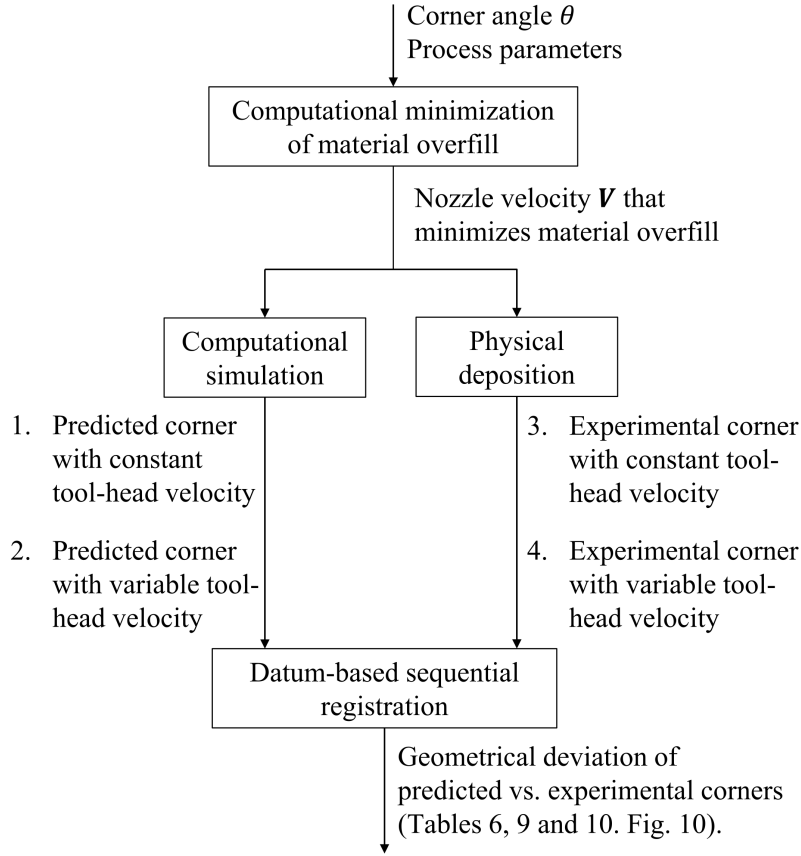 Corner angle θ
Process parameters
Computational minimization
of material overfill
Nozzle velocity V that
minimizes material overfill
Computational
simulation
Physical
deposition
1. Predicted corner
with constant
tool-head velocity
2. Predicted corner
with variable tool-
head velocity
3. Experimental corner
with constant tool-
head velocity
4. Experimental corner
with variable tool-
head velocity
Datum-based sequential
registration
Geometrical deviation of
predicted vs. experimental corners
(Tables 6, 9 and 10. Fig. 10).